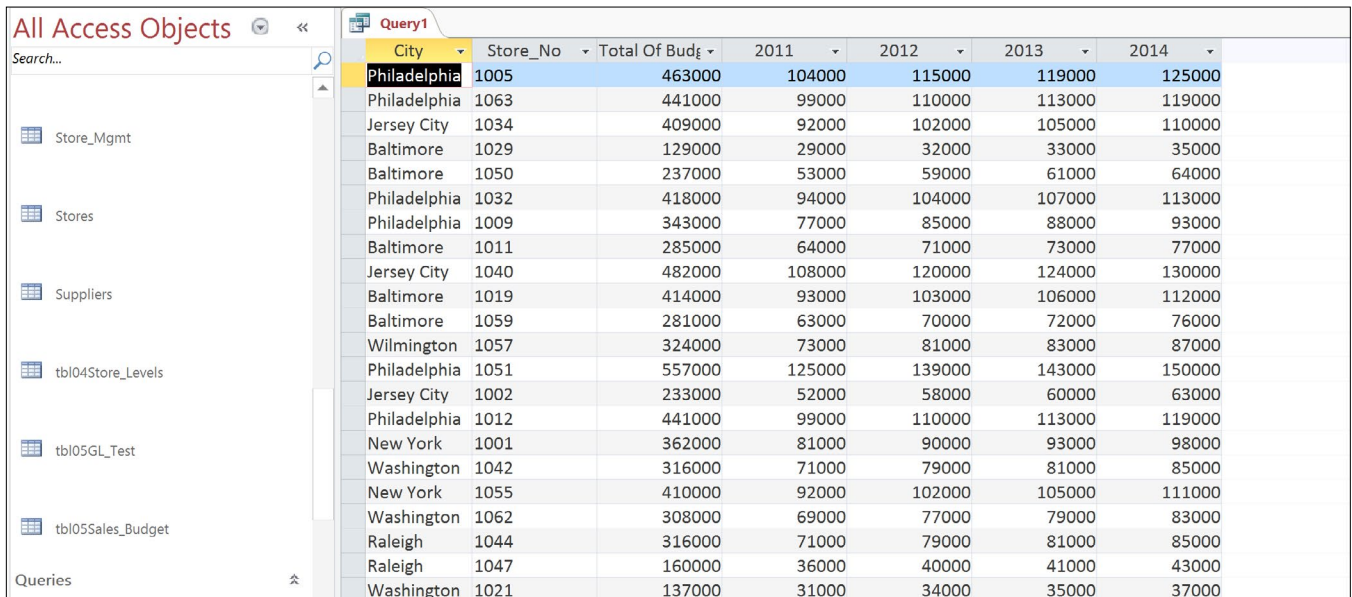 All Access Objects
Search...
Store_Mgmt
Stores
Suppliers
tbl04Store_Levels
tbl05GL_Test
tbl05Sales_Budget
Queries
Query1
City Store_No Total Of Budg 2011 2012 2013 2014
Philadelphia 1005 463000 104000 115000 119000 125000
Philadelphia 1063 441000 99000 110000 113000 119000
Jersey City 1034 409000 92000 102000 105000 110000
Baltimore 1029 129000 29000 32000 33000 35000
Baltimore 1050 237000 53000 59000 61000 64000
Philadelphia 1032 418000 94000 104000 107000 113000
Philadelphia 1009 343000 77000 85000 88000 93000
Baltimore 1011 285000 64000 71000 73000 77000
Jersey City 1040 482000 108000 120000 124000 130000
Baltimore 1019 414000 93000 103000 106000 112000
Baltimore 1059 281000 63000 70000 72000 76000
Wilmington 1057 324000 73000 81000 83000 87000
Philadelphia 1051 557000 125000 139000 143000 150000
Jersey City 1002 233000 52000 58000 60000 63000
Philadelphia 1012 441000 99000 110000 113000 119000
New York 1001 362000 81000 90000 93000 98000
Washington 1042 316000 71000 79000 81000 85000
New York 1055 410000 92000 102000 105000 111000
Washington 1062 308000 69000 77000 79000 83000
Raleigh 1044 316000 71000 79000 81000 85000
Raleigh 1047 160000 36000 40000 41000 43000
Washington 1021 137000 31000 34000 35000 37000